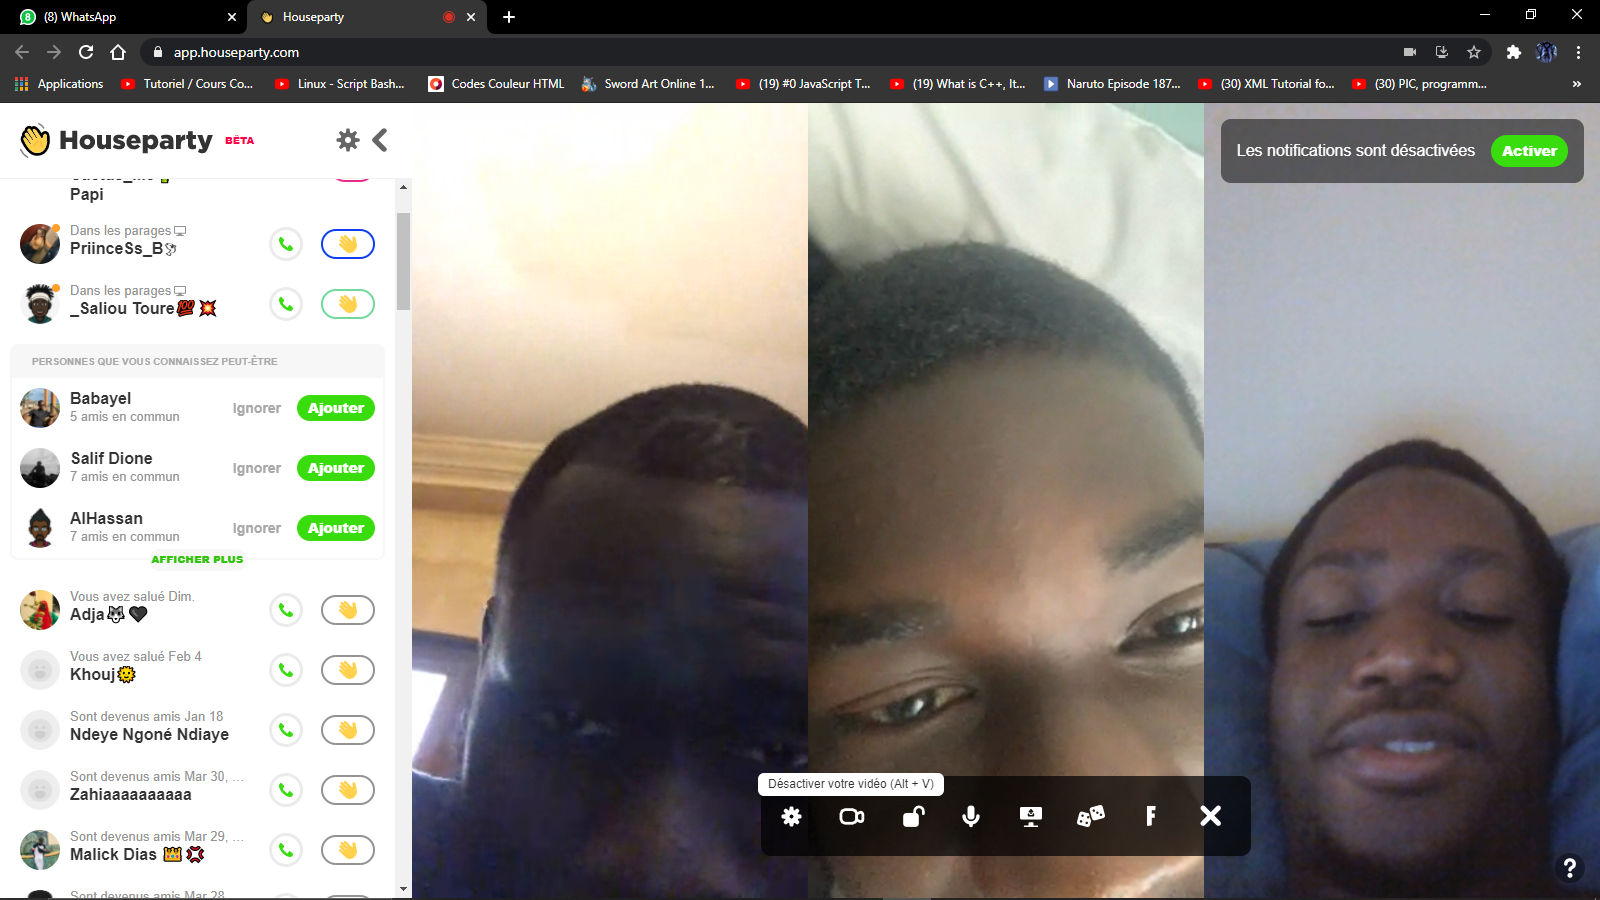 (8) WhatsApp
Houseparty
app.houseparty.com
Applications
Tutoriel / Cours Co...
Linux - Script Bash...
Codes Couleur HTML
Sword Art Online 1...
(19) #0 JavaScript T...
(19) What is C++, It...
Naruto Episode 187...
(30) XML Tutorial fo...
(30) PIC, programm...
Houseparty BÊTA
Papi
Dans les parages
PriinceSs_B🕊
Dans les parages
_Saliou Toure💯💥
PERSONNES QUE VOUS CONNAISSEZ PEUT-ÊTRE
Babayel
5 amis en commun
Ignorer
Ajouter
Salif Dione
7 amis en commun
Ignorer
Ajouter
AlHassan
7 amis en commun
Ignorer
Ajouter
AFFICHER PLUS
Vous avez salué Dim.
Adja🐺🖤
Vous avez salué Feb 4
Khouj🌞
Sont devenus amis Jan 18
Ndeye Ngoné Ndiaye
Sont devenus amis Mar 30, ...
Zahiaaaaaaaaaa
Sont devenus amis Mar 29, ...
Malick Dias 👑💢
Sont devenus amis Mar 28
Les notifications sont désactivées
Activer
Désactiver votre vidéo (Alt + V)
F
?